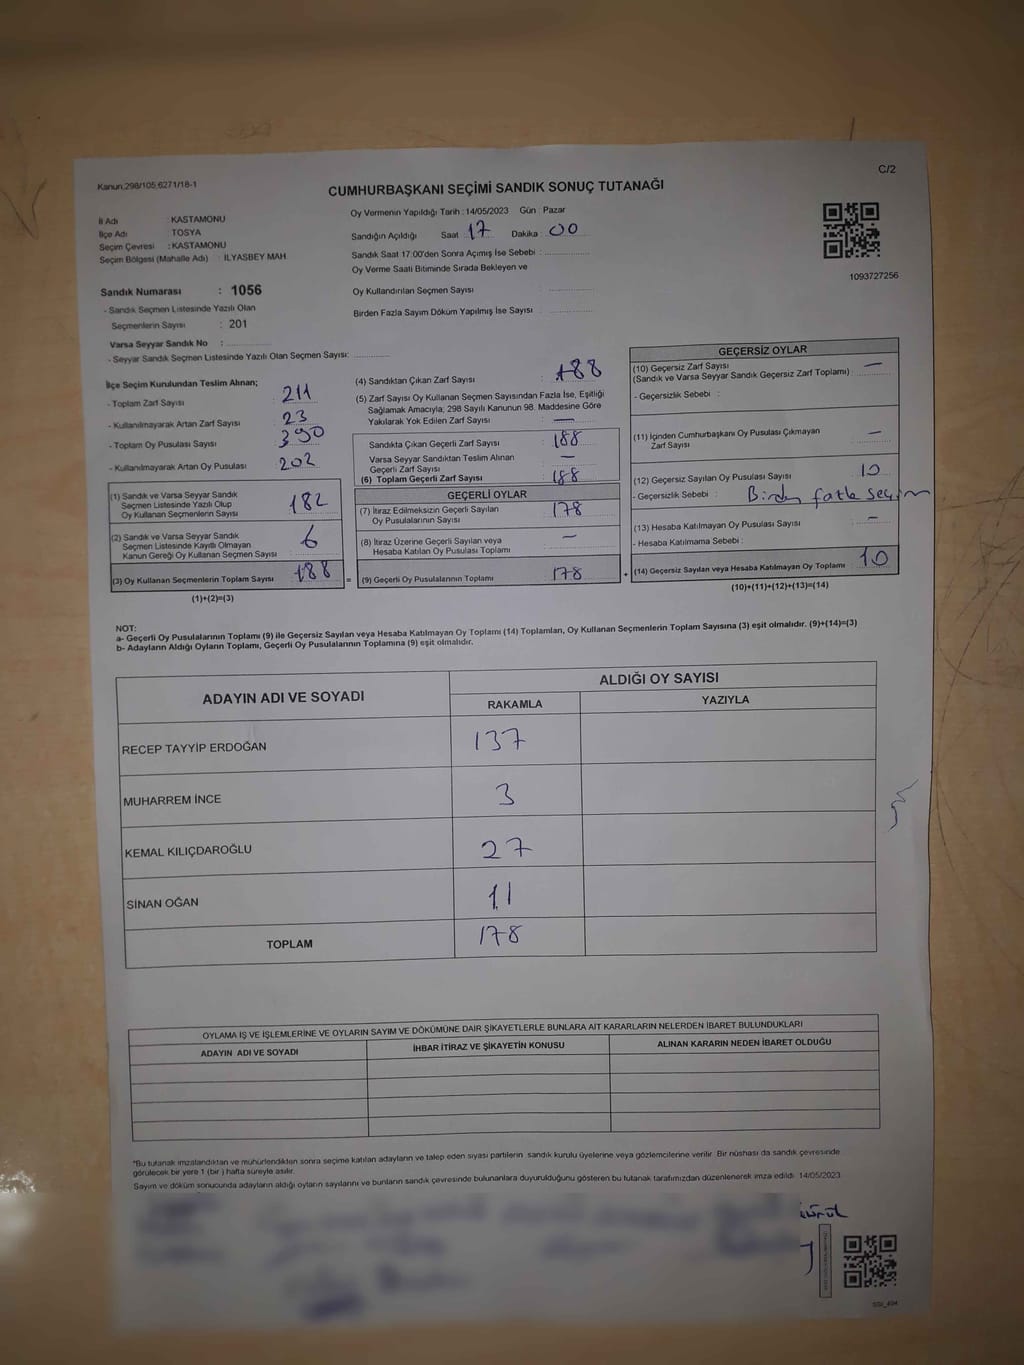 Kanun,298/105,6271/18-1
C/2
CUMHURBAŞKANI SEÇİMİ SANDIK SONUÇ TUTANAĞI
İl Adı : KASTAMONU
İlçe Adı : TOSYA
Seçim Çevresi : KASTAMONU
Seçim Bölgesi (Mahalle Adı) : İLYASBEY MAH
Sandık Numarası : 1056
- Sandık Seçmen Listesinde Yazılı Olan
Seçmenlerin Sayısı : 201
Varsa Seyyar Sandık No :
- Seyyar Sandık Seçmen Listesinde Yazılı Olan Seçmen Sayısı:
Oy Vermenin Yapıldığı Tarih : 14/05/2023 Gün : Pazar
Sandığın Açıldığı Saat : 17 Dakika : 00
Sandık Saat 17:00'den Sonra Açımış İse Sebebi :
Oy Verme Saati Bitiminde Sırada Bekleyen ve
Oy Kullandırılan Seçmen Sayısı :
Birden Fazla Sayım Döküm Yapılmış İse Sayısı :
1093727256
İlçe Seçim Kurulundan Teslim Alınan;
- Toplam Zarf Sayısı : 211
- Kullanılmayarak Artan Zarf Sayısı : 23
- Toplam Oy Pusulası Sayısı : 390
- Kullanılmayarak Artan Oy Pusulası : 202
(1) Sandık ve Varsa Seyyar Sandık
Seçmen Listesinde Yazılı Olup
Oy Kullanan Seçmenlerin Sayısı : 182
(2) Sandık ve Varsa Seyyar Sandık
Seçmen Listesinde Kayıtlı Olmayan
Kanun Gereği Oy Kullanan Seçmen Sayısı : 6
(3) Oy Kullanan Seçmenlerin Toplam Sayısı : 188
(1)+(2)=(3)
(4) Sandıktan Çıkan Zarf Sayısı : 188
(5) Zarf Sayısı Oy Kullanan Seçmen Sayısından Fazla İse, Eşitliği
Sağlamak Amacıyla; 298 Sayılı Kanunun 98. Maddesine Göre
Yakılarak Yok Edilen Zarf Sayısı : —
Sandıkta Çıkan Geçerli Zarf Sayısı : 188
Varsa Seyyar Sandıktan Teslim Alınan
Geçerli Zarf Sayısı : —
(6) Toplam Geçerli Zarf Sayısı : 188
GEÇERLİ OYLAR
(7) İtiraz Edilmeksizin Geçerli Sayılan
Oy Pusulalarının Sayısı : 178
(8) İtiraz Üzerine Geçerli Sayılan veya
Hesaba Katılan Oy Pusulası Toplamı : —
= (9) Geçerli Oy Pusulalarının Toplamı : 178
GEÇERSİZ OYLAR
(10) Geçersiz Zarf Sayısı
(Sandık ve Varsa Seyyar Sandık Geçersiz Zarf Toplamı) : —
- Geçersizlik Sebebi :
(11) İçinden Cumhurbaşkanı Oy Pusulası Çıkmayan
Zarf Sayısı : —
(12) Geçersiz Sayılan Oy Pusulası Sayısı : 10
- Geçersizlik Sebebi : Birden fazla seçim
(13) Hesaba Katılmayan Oy Pusulası Sayısı : —
- Hesaba Katılmama Sebebi :
+ (14) Geçersiz Sayılan veya Hesaba Katılmayan Oy Toplamı : 10
(10)+(11)+(12)+(13)=(14)
NOT:
a- Geçerli Oy Pusulalarının Toplamı (9) ile Geçersiz Sayılan veya Hesaba Katılmayan Oy Toplamı (14) Toplamları, Oy Kullanan Seçmenlerin Toplam Sayısına (3) eşit olmalıdır. (9)+(14)=(3)
b- Adayların Aldığı Oyların Toplamı, Geçerli Oy Pusulalarının Toplamına (9) eşit olmalıdır.
ADAYIN ADI VE SOYADI
ALDIĞI OY SAYISI
RAKAMLA YAZIYLA
RECEP TAYYİP ERDOĞAN 137
MUHARREM İNCE 3
KEMAL KILIÇDAROĞLU 27
SİNAN OĞAN 11
TOPLAM 178
OYLAMA İŞ VE İŞLEMLERİNE VE OYLARIN SAYIM VE DÖKÜMÜNE DAİR ŞİKAYETLERLE BUNLARA AİT KARARLARIN NELERDEN İBARET BULUNDUKLARI
ADAYIN ADI VE SOYADI İHBAR İTİRAZ VE ŞİKAYETİN KONUSU ALINAN KARARIN NEDEN İBARET OLDUĞU
*Bu tutanak imzalandıktan ve mühürlendikten sonra seçime katılan adayların ve talep eden siyasi partilerin sandık kurulu üyelerine veya gözlemcilerine verilir. Bir nüshası da sandık çevresinde
görülecek bir yere 1 (bir) hafta süreyle asılır.
Sayım ve döküm sonucunda adayların aldığı oyların sayılarını ve bunların sandık çevresinde bulunanlara duyurulduğunu gösteren bu tutanak tarafımızdan düzenlenerek imza edildi. 14/05/2023